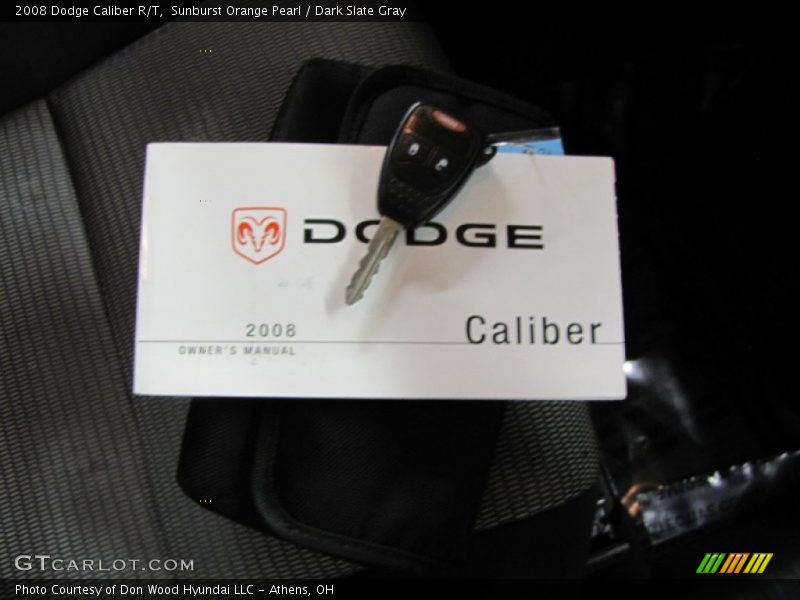 2008 Dodge Caliber R/T, Sunburst Orange Pearl / Dark Slate Gray
DODGE
2008
Caliber
OWNER'S MANUAL
GTCARLOT.COM
Photo Courtesy of Don Wood Hyundai LLC - Athens, OH